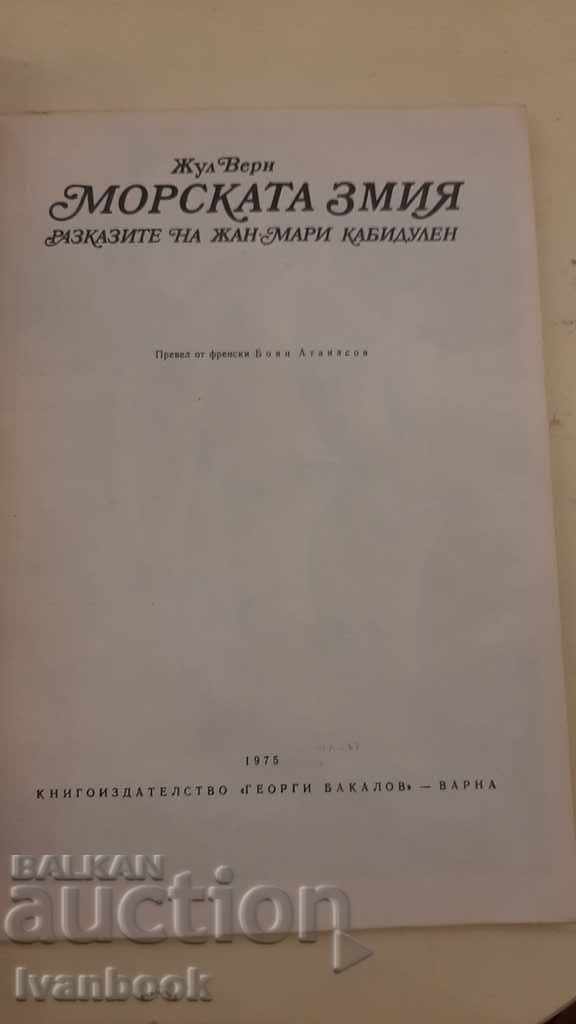 Жул Верн
МОРСКАТА ЗМИЯ
РАЗКАЗИТЕ НА ЖАН-МАРИ КАБИДУЛЕН
Превел от френски Боян Атанасов
1975
КНИГОИЗДАТЕЛСТВО «ГЕОРГИ БАКАЛОВ» — ВАРНА
BALKAN
auction
Ivanbook